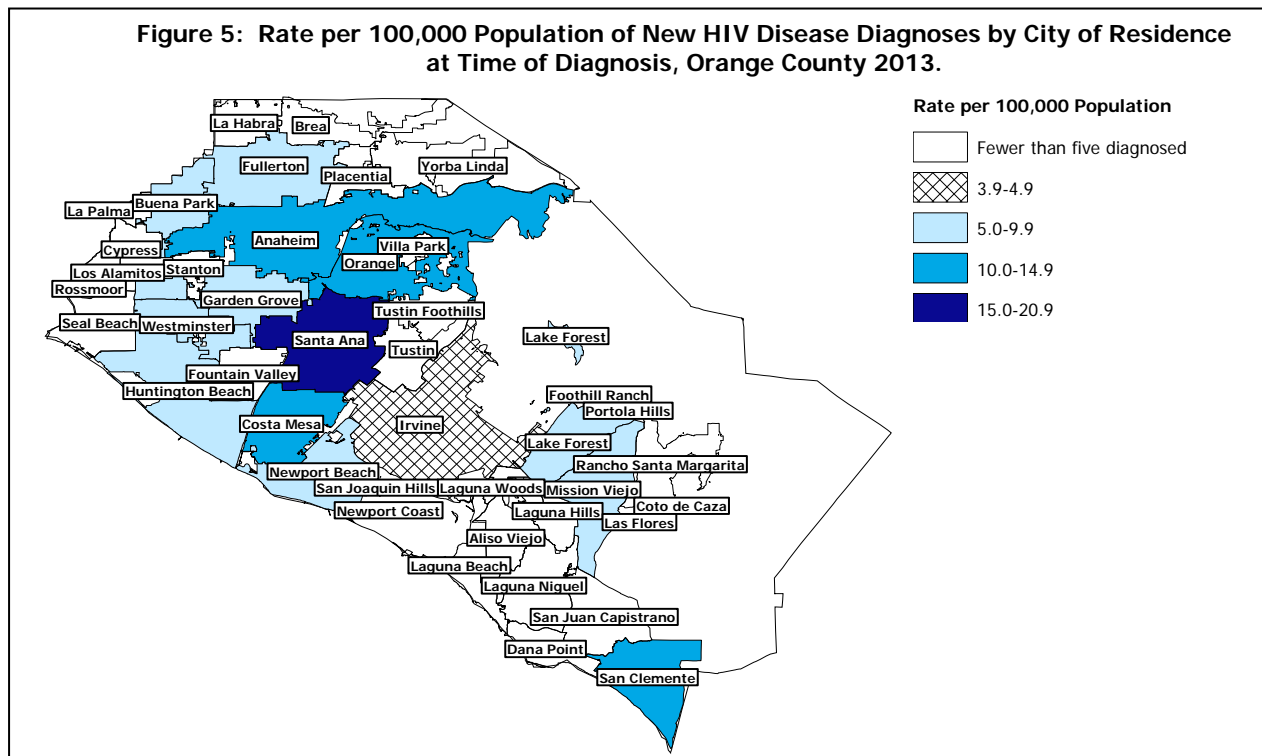 Figure 5:  Rate per 100,000 Population of New HIV Disease Diagnoses by City of Residence
at Time of Diagnosis, Orange County 2013.
Rate per 100,000 Population
Fewer than five diagnosed
3.9-4.9
5.0-9.9
10.0-14.9
15.0-20.9
La Habra
Brea
Fullerton
Yorba Linda
Placentia
Buena Park
La Palma
Anaheim
Villa Park
Cypress
Orange
Stanton
Los Alamitos
Rossmoor
Garden Grove
Tustin Foothills
Seal Beach
Westminster
Lake Forest
Santa Ana
Tustin
Fountain Valley
Huntington Beach
Foothill Ranch
Portola Hills
Costa Mesa
Irvine
Lake Forest
Rancho Santa Margarita
Newport Beach
San Joaquin Hills
Laguna Woods
Mission Viejo
Coto de Caza
Newport Coast
Laguna Hills
Las Flores
Aliso Viejo
Laguna Beach
Laguna Niguel
San Juan Capistrano
Dana Point
San Clemente